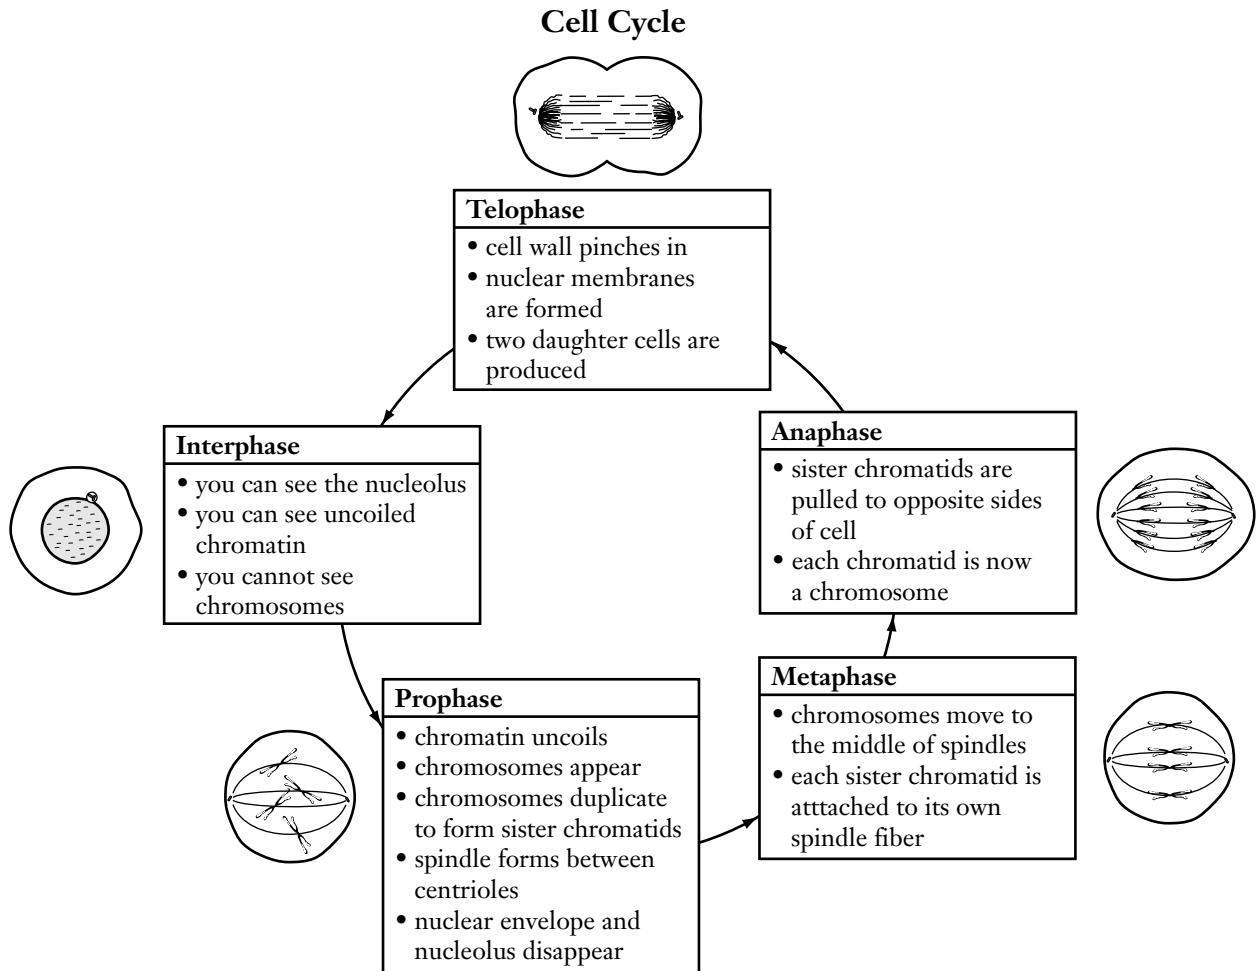 Cell Cycle
Telophase
• cell wall pinches in
• nuclear membranes
are formed
• two daughter cells are
produced
Interphase
• you can see the nucleolus
• you can see uncoiled
chromatin
• you cannot see
chromosomes
Prophase
• chromatin uncoils
• chromosomes appear
• chromosomes duplicate
to form sister chromatids
• spindle forms between
centrioles
• nuclear envelope and
nucleolus disappear
Metaphase
• chromosomes move to
the middle of spindles
• each sister chromatid is
atttached to its own
spindle fiber
Anaphase
• sister chromatids are
pulled to opposite sides
of cell
• each chromatid is now
a chromosome